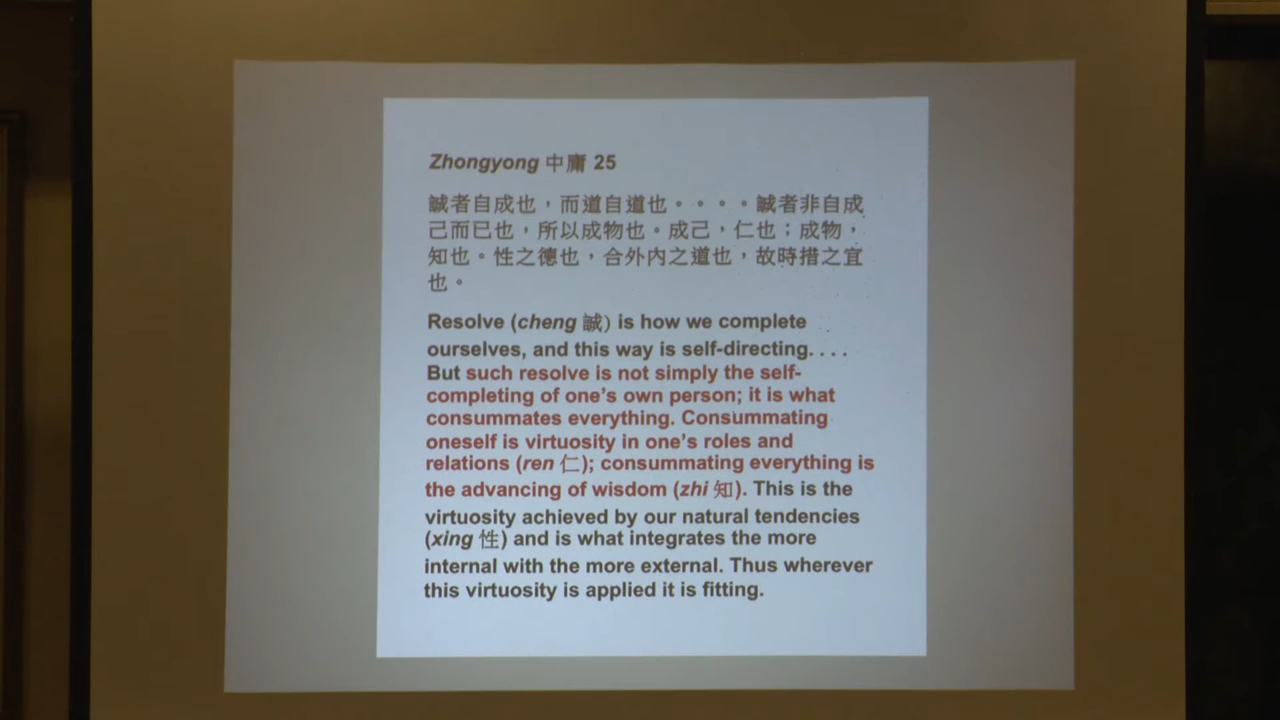 Zhongyong 中庸 25
誠者自成也，而道自道也。。。。誠者非自成
己而已也，所以成物也。成己，仁也；成物，
知也。性之德也，合外內之道也，故時措之宜
也。
Resolve (cheng 誠) is how we complete
ourselves, and this way is self-directing. . . .
But such resolve is not simply the self-
completing of one's own person; it is what
consummates everything. Consummating
oneself is virtuosity in one's roles and
relations (ren 仁); consummating everything is
the advancing of wisdom (zhi 知). This is the
virtuosity achieved by our natural tendencies
(xing 性) and is what integrates the more
internal with the more external. Thus wherever
this virtuosity is applied it is fitting.